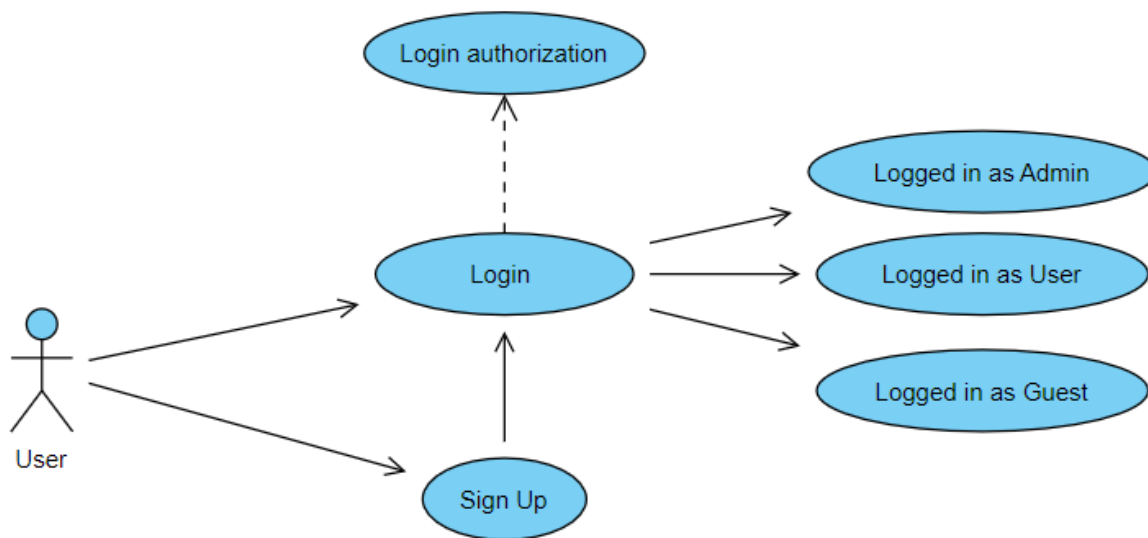 Login authorization
Logged in as Admin
Login
Logged in as User
Logged in as Guest
User
Sign Up